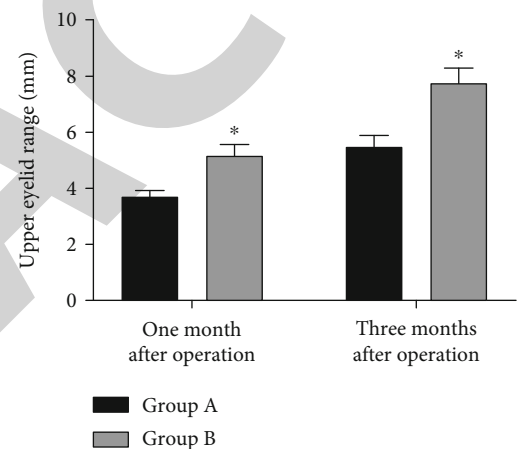 10
8
6
4
2
0
Upper eyelid range (mm)
*
*
One month
after operation
Three months
after operation
Group A
Group B